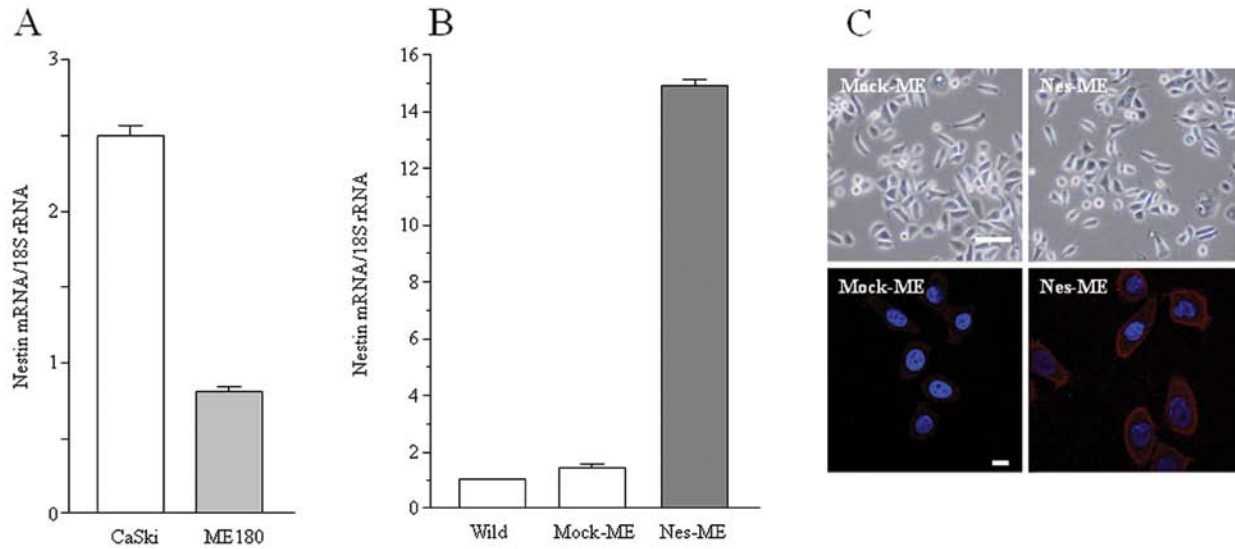 A
Nestin mRNA/18S rRNA
3
2
1
0
CaSki
ME180
B
Nestin mRNA/18S rRNA
16
14
12
10
8
6
4
2
0
Wild
Mock-ME
Nes-ME
C
Mock-ME
Nes-ME
Mock-ME
Nes-ME